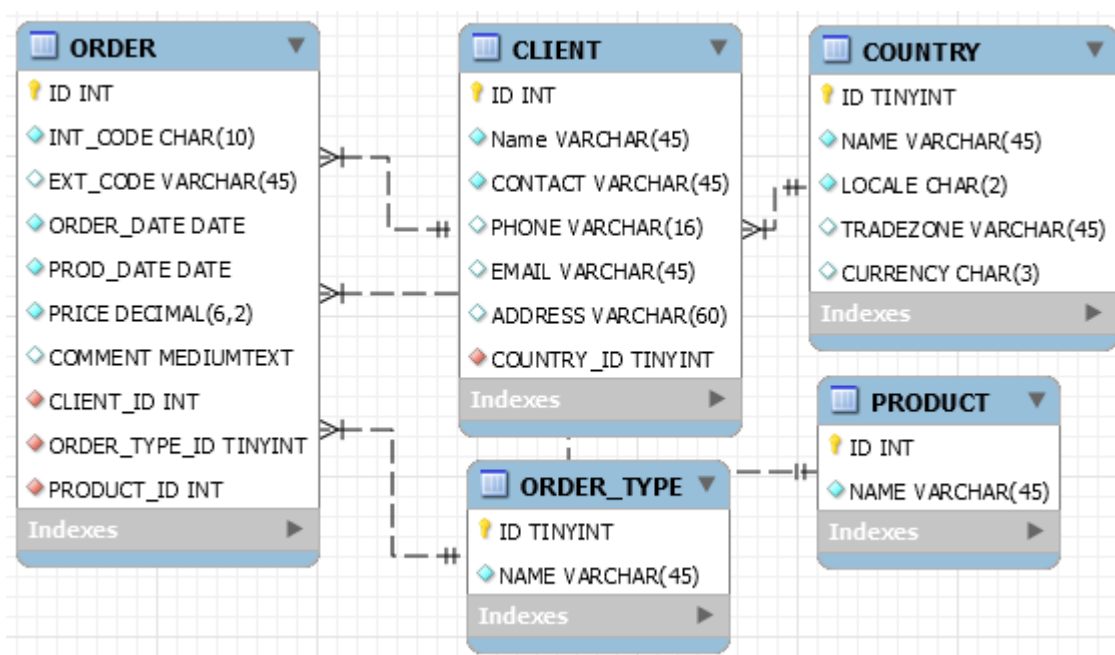 ORDER
ID INT
INT_CODE CHAR(10)
EXT_CODE VARCHAR(45)
ORDER_DATE DATE
PROD_DATE DATE
PRICE DECIMAL(6,2)
COMMENT MEDIUMTEXT
CLIENT_ID INT
ORDER_TYPE_ID TINYINT
PRODUCT_ID INT
Indexes
CLIENT
ID INT
Name VARCHAR(45)
CONTACT VARCHAR(45)
PHONE VARCHAR(16)
EMAIL VARCHAR(45)
ADDRESS VARCHAR(60)
COUNTRY_ID TINYINT
Indexes
COUNTRY
ID TINYINT
NAME VARCHAR(45)
LOCALE CHAR(2)
TRADEZONE VARCHAR(45)
CURRENCY CHAR(3)
Indexes
ORDER_TYPE
ID TINYINT
NAME VARCHAR(45)
Indexes
PRODUCT
ID INT
NAME VARCHAR(45)
Indexes